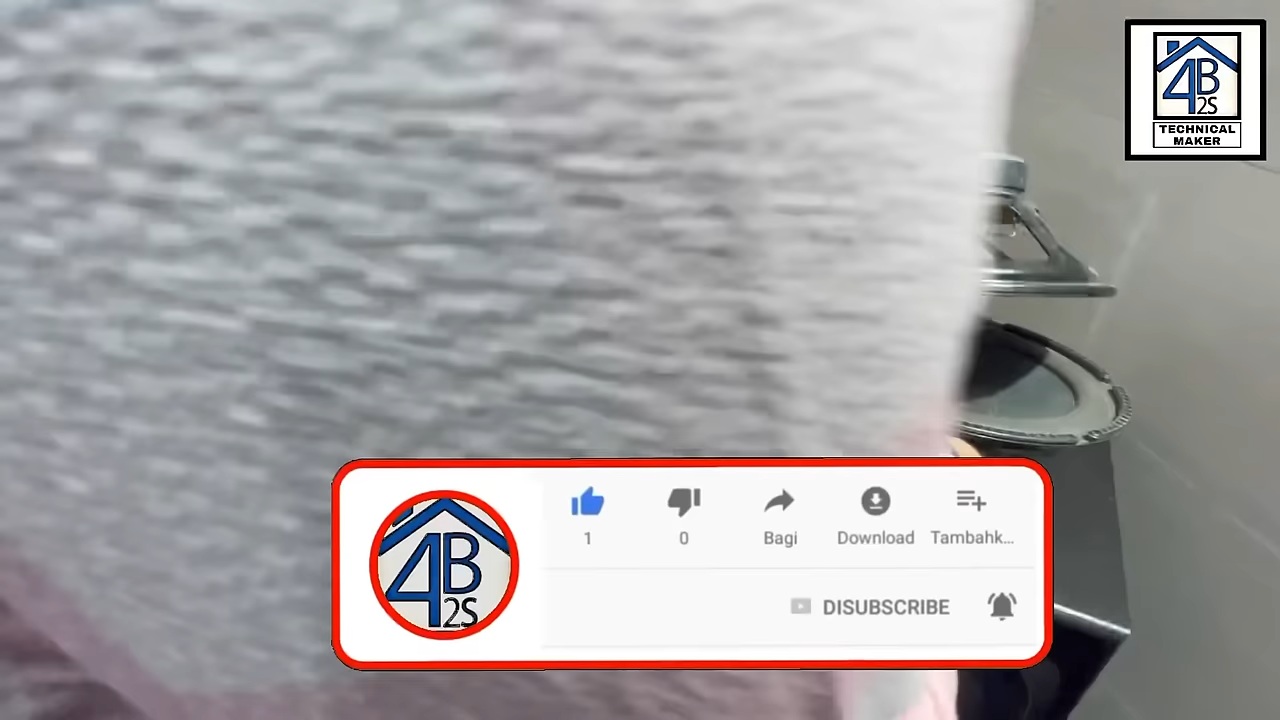 4B
2S
TECHNICAL
MAKER
4B
2S
1
0
Bagi
Download
Tambahk...
DISUBSCRIBE